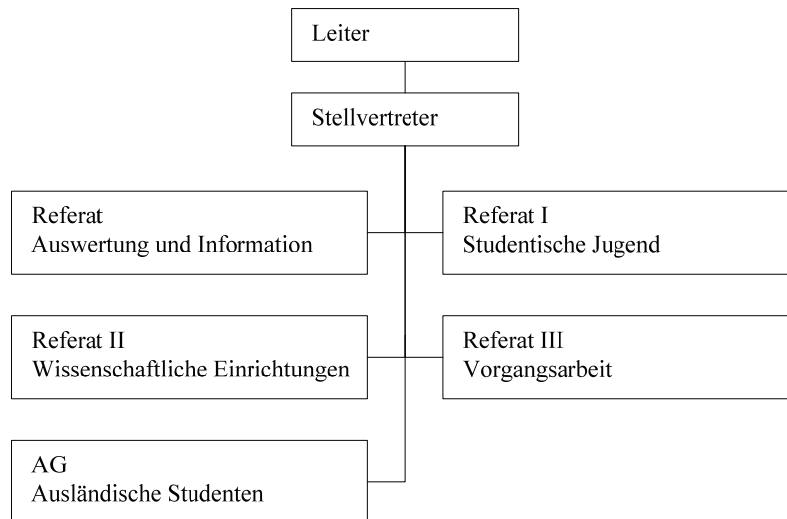 Leiter
Stellvertreter
Referat
Auswertung und Information
Referat I
Studentische Jugend
Referat II
Wissenschaftliche Einrichtungen
Referat III
Vorgangsarbeit
AG
Ausländische Studenten